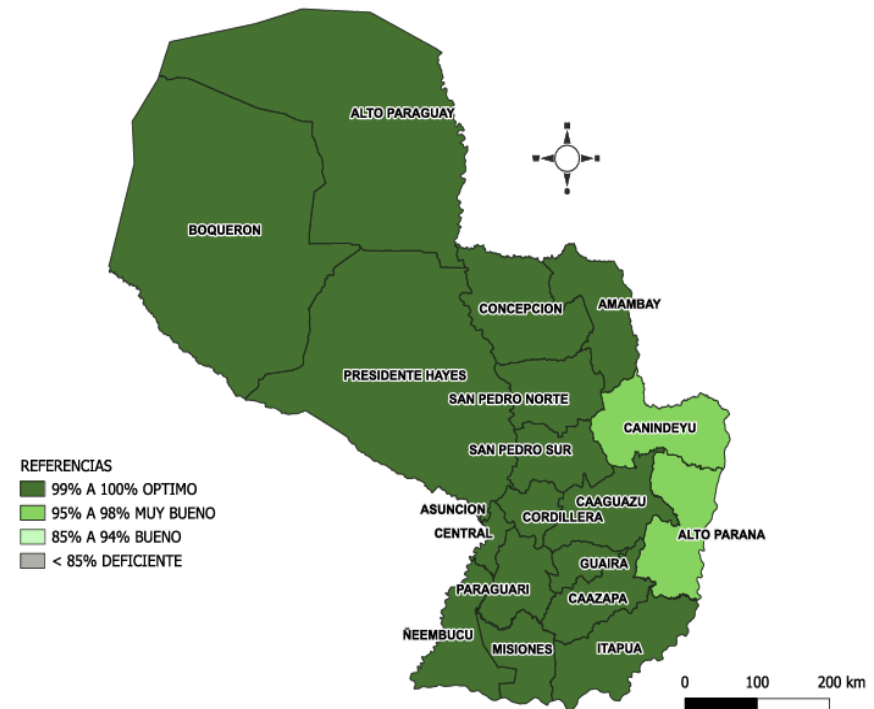 ALTO PARAGUAY
BOQUERON
CONCEPCION
AMAMBAY
PRESIDENTE HAYES
SAN PEDRO NORTE
CANINDEYU
SAN PEDRO SUR
REFERENCIAS
99% A 100% OPTIMO
95% A 98% MUY BUENO
85% A 94% BUENO
< 85% DEFICIENTE
ASUNCION
CAAGUAZU
CORDILLERA
CENTRAL
ALTO PARANA
GUAIRA
PARAGUARI
CAAZAPA
ÑEEMBUCU
MISIONES
ITAPUA
0 100 200 km